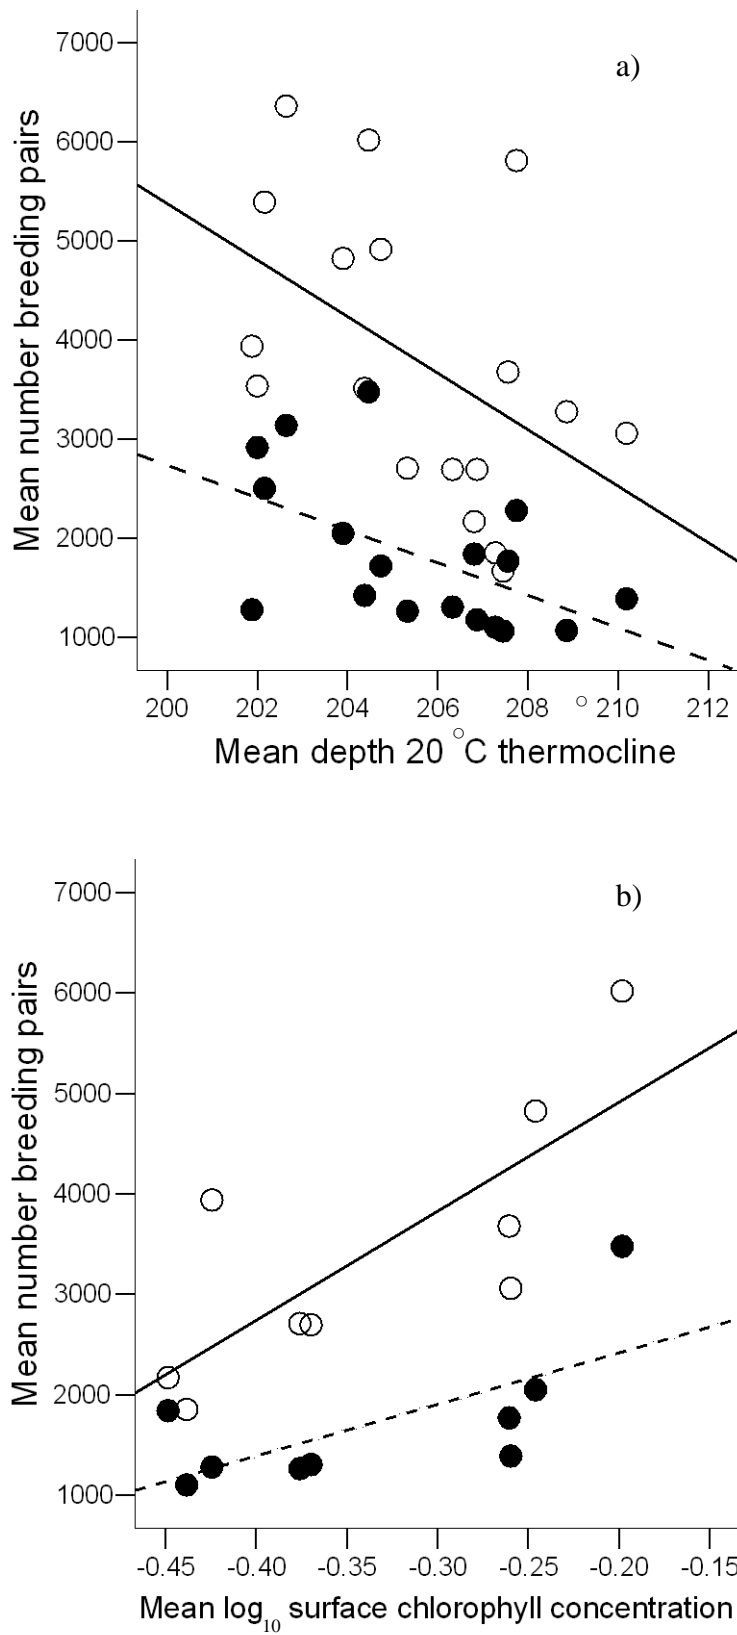 a)
7000
6000
5000
4000
3000
2000
1000
Mean number breeding pairs
200 202 204 206 208 ° 210 212
Mean depth 20 °C thermocline
b)
7000
6000
5000
4000
3000
2000
1000
Mean number breeding pairs
-0.45 -0.40 -0.35 -0.30 -0.25 -0.20 -0.15
Mean log₁₀ surface chlorophyll concentration